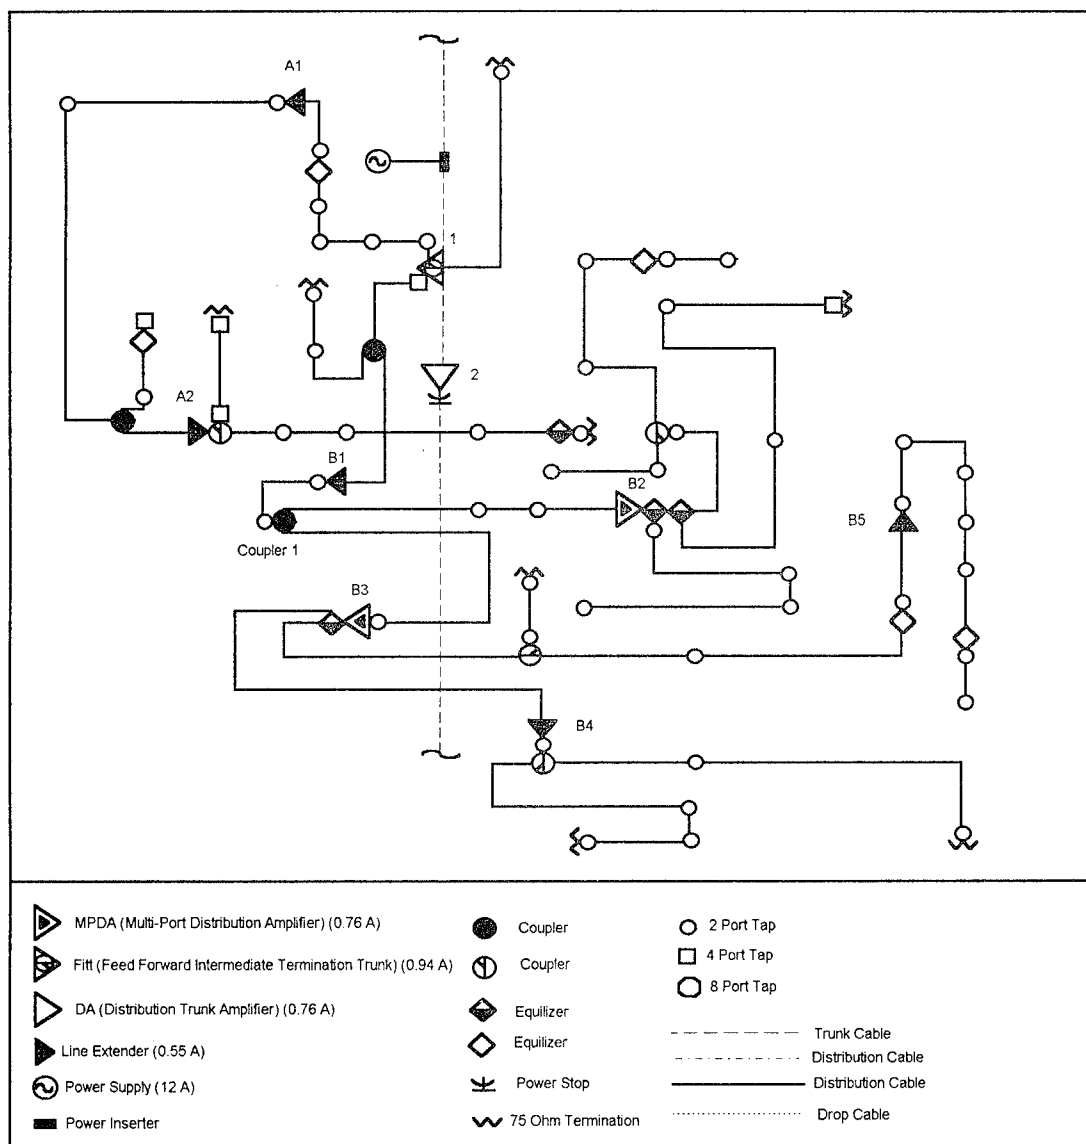 A1
1
2
A2
B1
B2
B5
Coupler 1
B3
B4
MPDA (Multi-Port Distribution Amplifier) (0.76 A)
Fitt (Feed Forward Intermediate Termination Trunk) (0.94 A)
DA (Distribution Trunk Amplifier) (0.76 A)
Line Extender (0.55 A)
Power Supply (12 A)
Power Inserter
Coupler
Coupler
Equilizer
Equilizer
Power Stop
75 Ohm Termination
2 Port Tap
4 Port Tap
8 Port Tap
Trunk Cable
Distribution Cable
Distribution Cable
Drop Cable